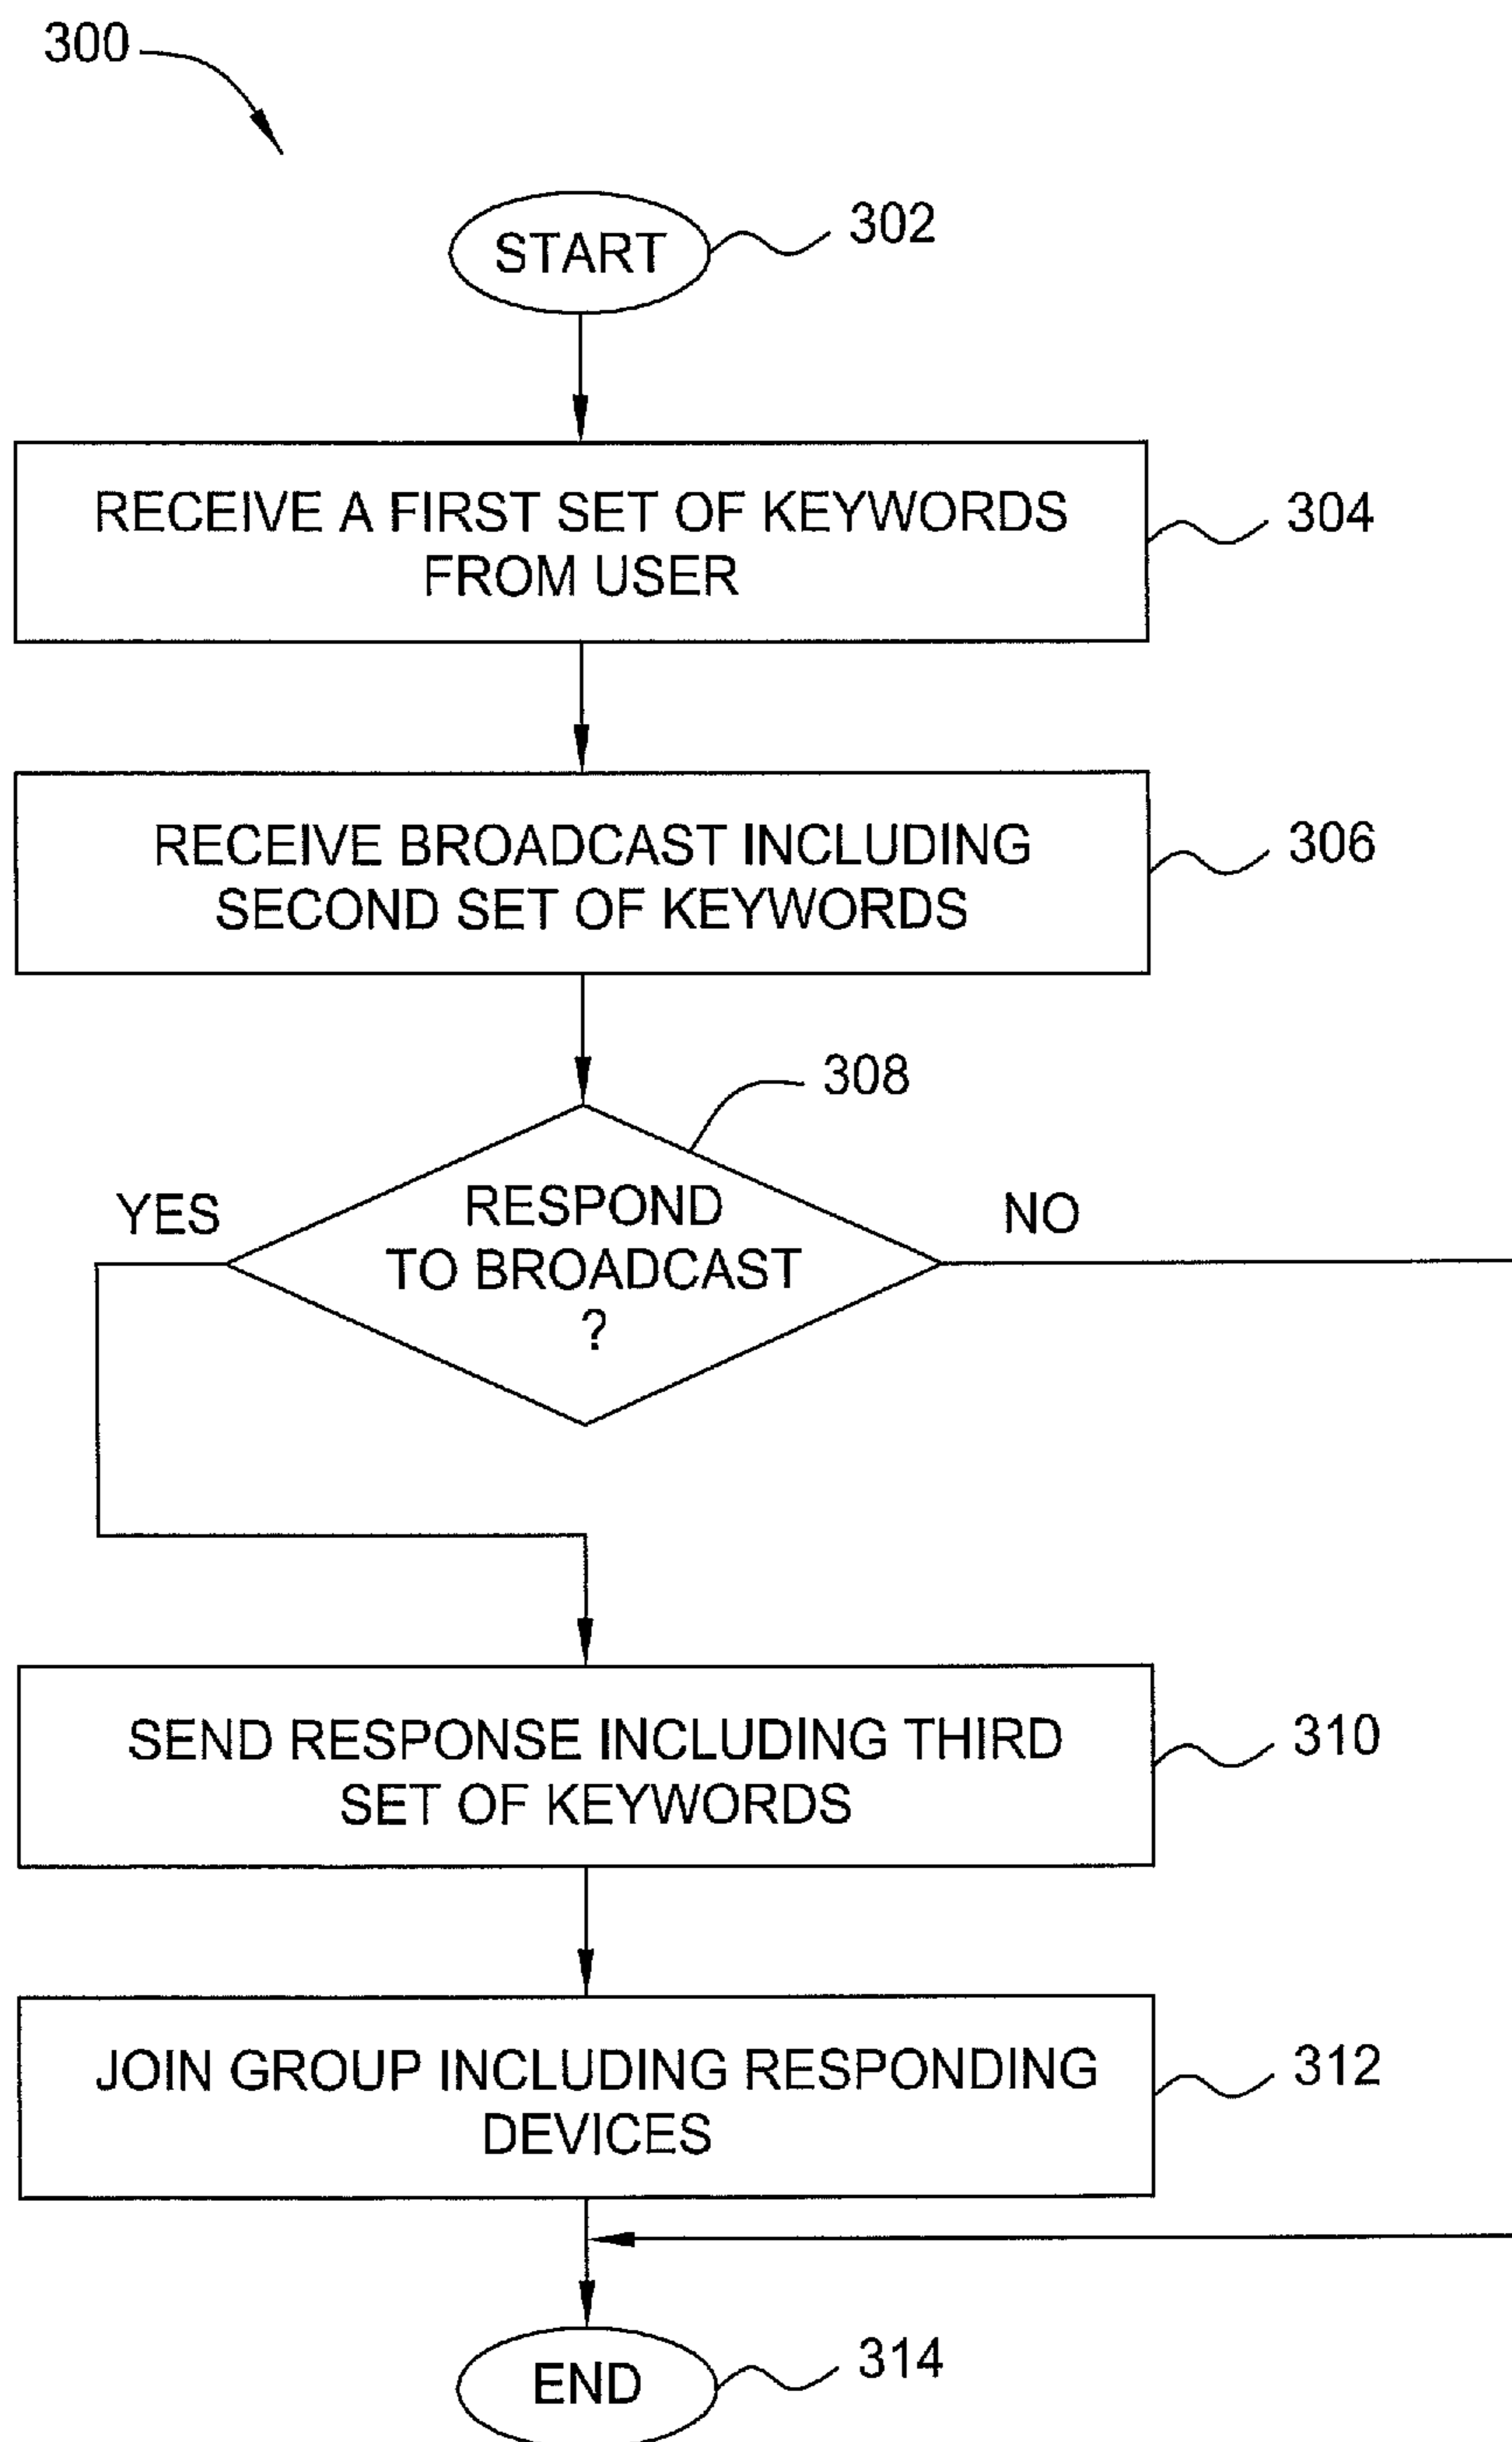 300
START
302
RECEIVE A FIRST SET OF KEYWORDS
FROM USER
304
RECEIVE BROADCAST INCLUDING
SECOND SET OF KEYWORDS
306
308
YES
RESPOND
TO BROADCAST
?
NO
SEND RESPONSE INCLUDING THIRD
SET OF KEYWORDS
310
JOIN GROUP INCLUDING RESPONDING
DEVICES
312
END
314